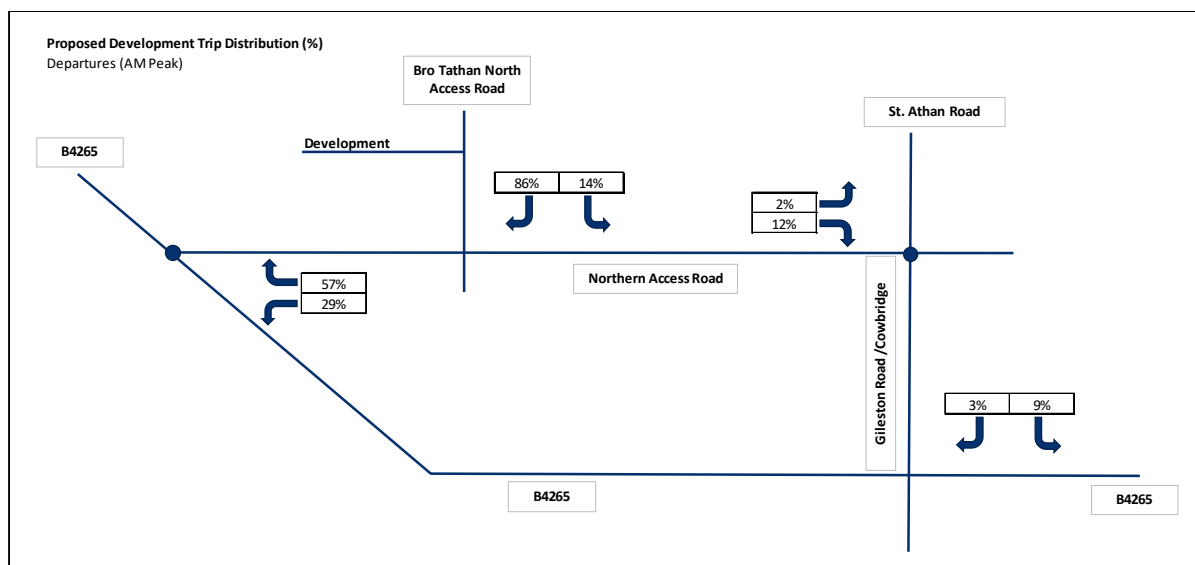 Proposed Development Trip Distribution (%)
Departures (AM Peak)
Bro Tathan North
Access Road
St. Athan Road
B4265
Development
86% 14%
2%
12%
57%
29%
Northern Access Road
Gileston Road /Cowbridge
3% 9%
B4265
B4265